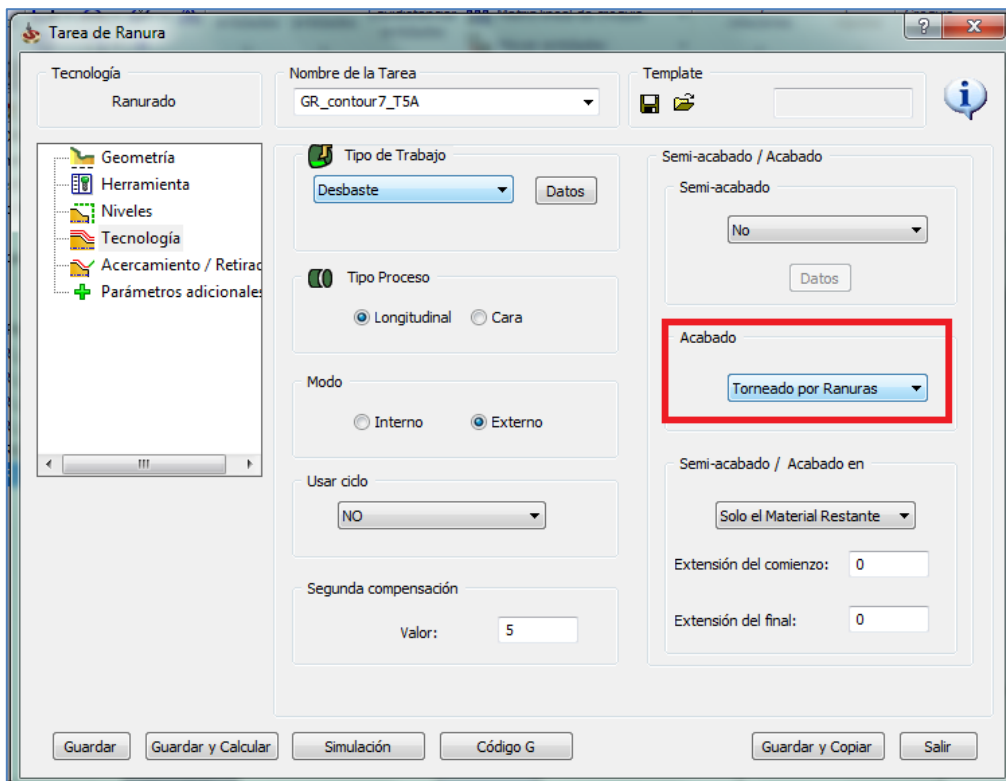 Tarea de Ranura
Tecnología
Ranurado
Nombre de la Tarea
GR_contour7_T5A
Template
Geometría
Herramienta
Niveles
Tecnología
Acercamiento / Retirac
Parámetros adicionale
Tipo de Trabajo
Desbaste
Datos
Tipo Proceso
Longitudinal
Cara
Modo
Interno
Externo
Usar ciclo
NO
Segunda compensación
Valor:
5
Semi-acabado / Acabado
Semi-acabado
No
Datos
Acabado
Torneado por Ranuras
Semi-acabado / Acabado en
Solo el Material Restante
Extensión del comienzo:
0
Extensión del final:
0
Guardar
Guardar y Calcular
Simulación
Código G
Guardar y Copiar
Salir